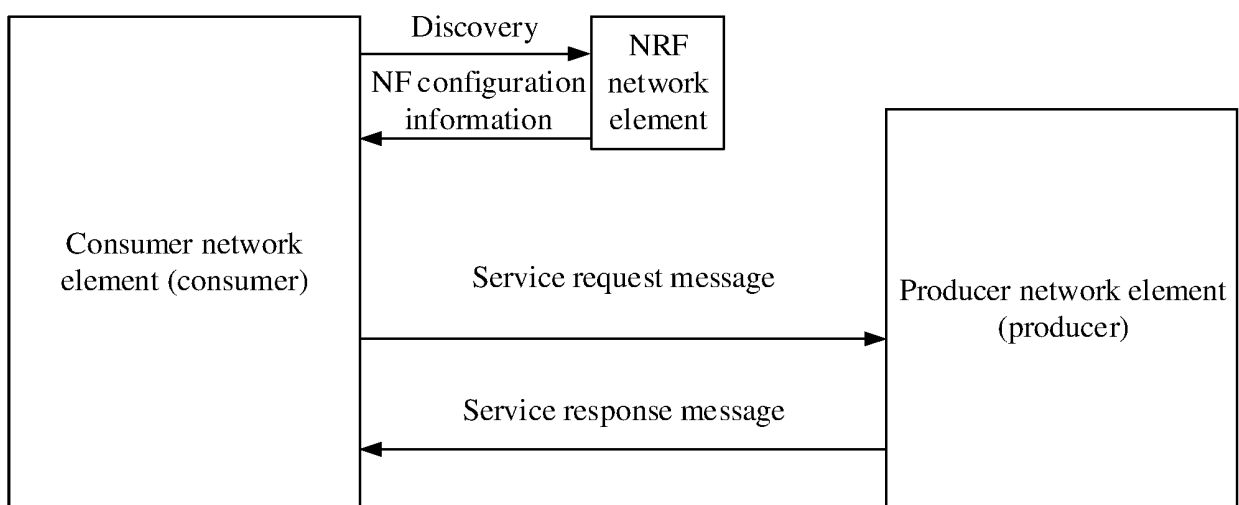 Discovery
NRF
network
element
NF configuration
information
Consumer network
element (consumer)
Service request message
Producer network element
(producer)
Service response message